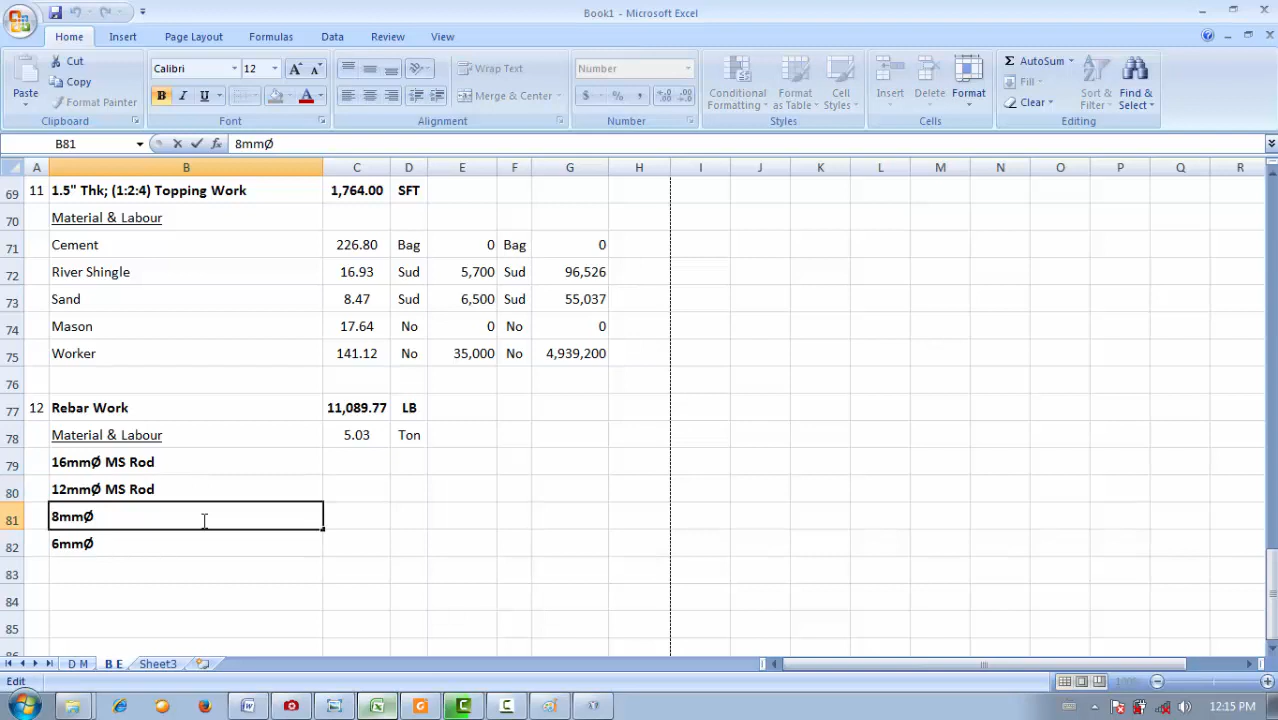 Book1 - Microsoft Excel
Home Insert Page Layout Formulas Data Review View
Paste
Cut
Copy
Format Painter
Clipboard
Calibri 12
B I U
Font
Wrap Text
Merge & Center
Alignment
Number
$ % ,
Number
Conditional Formatting
Format as Table
Cell Styles
Styles
Insert Delete Format
Cells
Σ AutoSum
Fill
Clear
Sort & Filter
Find & Select
Editing
B81 fx 8mmØ
A B C D E F G H I J K L M N O P Q R
69 11 1.5" Thk; (1:2:4) Topping Work 1,764.00 SFT
70 Material & Labour
71 Cement 226.80 Bag 0 Bag 0
72 River Shingle 16.93 Sud 5,700 Sud 96,526
73 Sand 8.47 Sud 6,500 Sud 55,037
74 Mason 17.64 No 0 No 0
75 Worker 141.12 No 35,000 No 4,939,200
76
77 12 Rebar Work 11,089.77 LB
78 Material & Labour 5.03 Ton
79 16mmØ MS Rod
80 12mmØ MS Rod
81 8mmØ
82 6mmØ
83
84
85
86
D M B E Sheet3
Edit 100%
12:15 PM